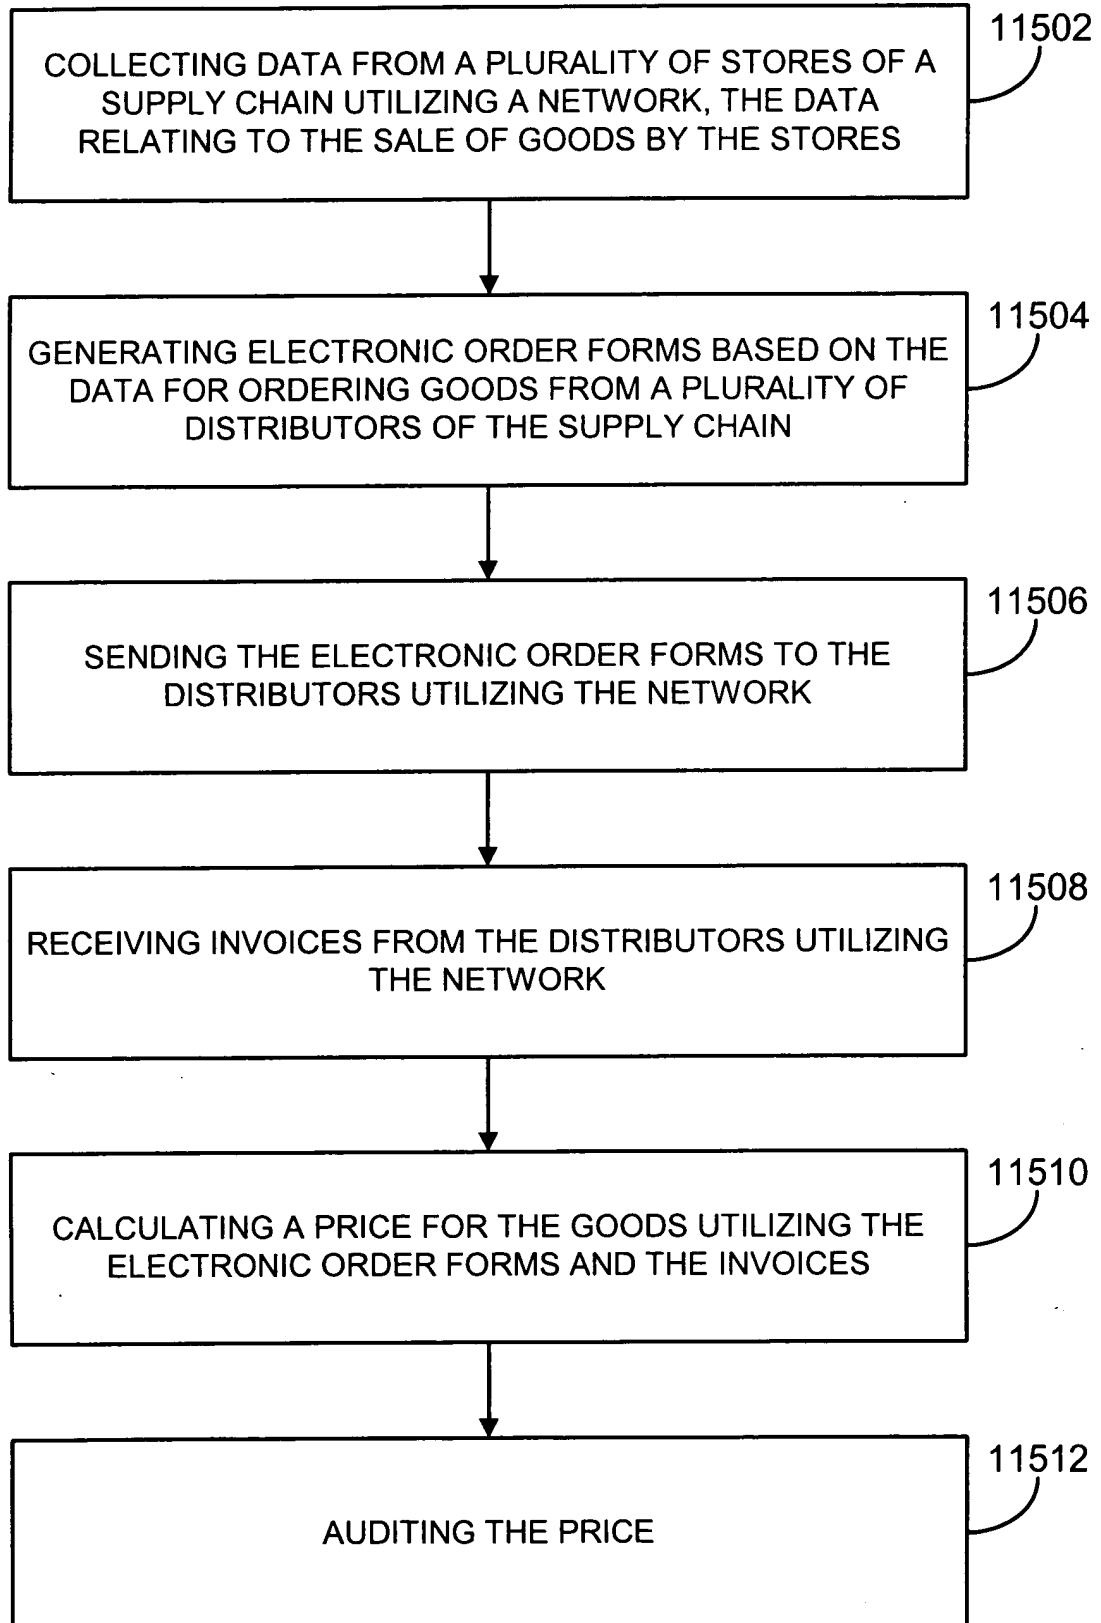 11502
COLLECTING DATA FROM A PLURALITY OF STORES OF A
SUPPLY CHAIN UTILIZING A NETWORK, THE DATA
RELATING TO THE SALE OF GOODS BY THE STORES
11504
GENERATING ELECTRONIC ORDER FORMS BASED ON THE
DATA FOR ORDERING GOODS FROM A PLURALITY OF
DISTRIBUTORS OF THE SUPPLY CHAIN
11506
SENDING THE ELECTRONIC ORDER FORMS TO THE
DISTRIBUTORS UTILIZING THE NETWORK
11508
RECEIVING INVOICES FROM THE DISTRIBUTORS UTILIZING
THE NETWORK
11510
CALCULATING A PRICE FOR THE GOODS UTILIZING THE
ELECTRONIC ORDER FORMS AND THE INVOICES
11512
AUDITING THE PRICE